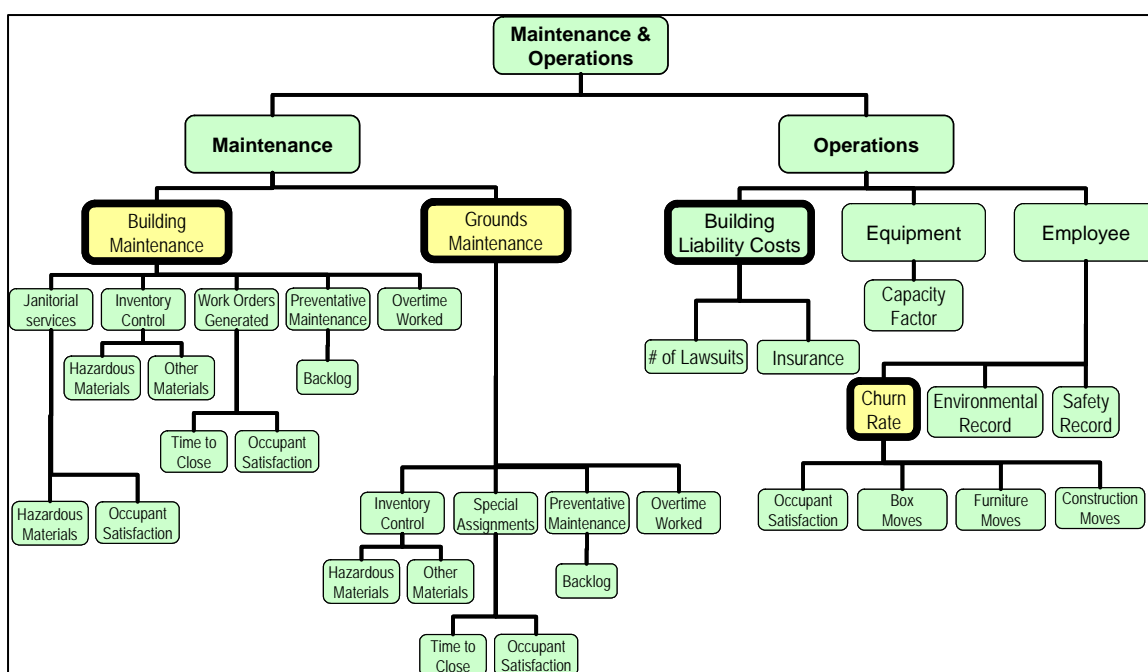 Maintenance &
Operations
Maintenance
Operations
Building
Maintenance
Grounds
Maintenance
Building
Liability Costs
Equipment
Employee
Janitorial
services
Inventory
Control
Work Orders
Generated
Preventative
Maintenance
Overtime
Worked
Capacity
Factor
# of Lawsuits
Insurance
Hazardous
Materials
Other
Materials
Backlog
Churn
Rate
Environmental
Record
Safety
Record
Time to
Close
Occupant
Satisfaction
Hazardous
Materials
Occupant
Satisfaction
Inventory
Control
Special
Assignments
Preventative
Maintenance
Overtime
Worked
Occupant
Satisfaction
Box
Moves
Furniture
Moves
Construction
Moves
Hazardous
Materials
Other
Materials
Backlog
Time to
Close
Occupant
Satisfaction